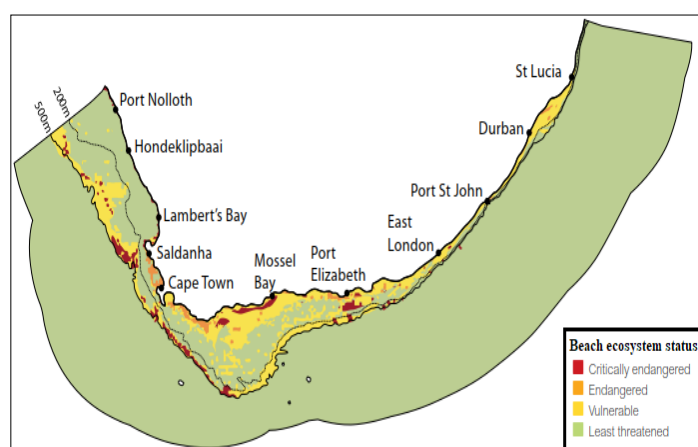 St Lucia
Port Nolloth
200m
500m
Durban
Hondeklipbaai
Port St John
Lambert's Bay
East
London
Saldanha
Mossel
Bay
Port
Elizabeth
Cape Town
Beach ecosystem status
Critically endangered
Endangered
Vulnerable
Least threatened